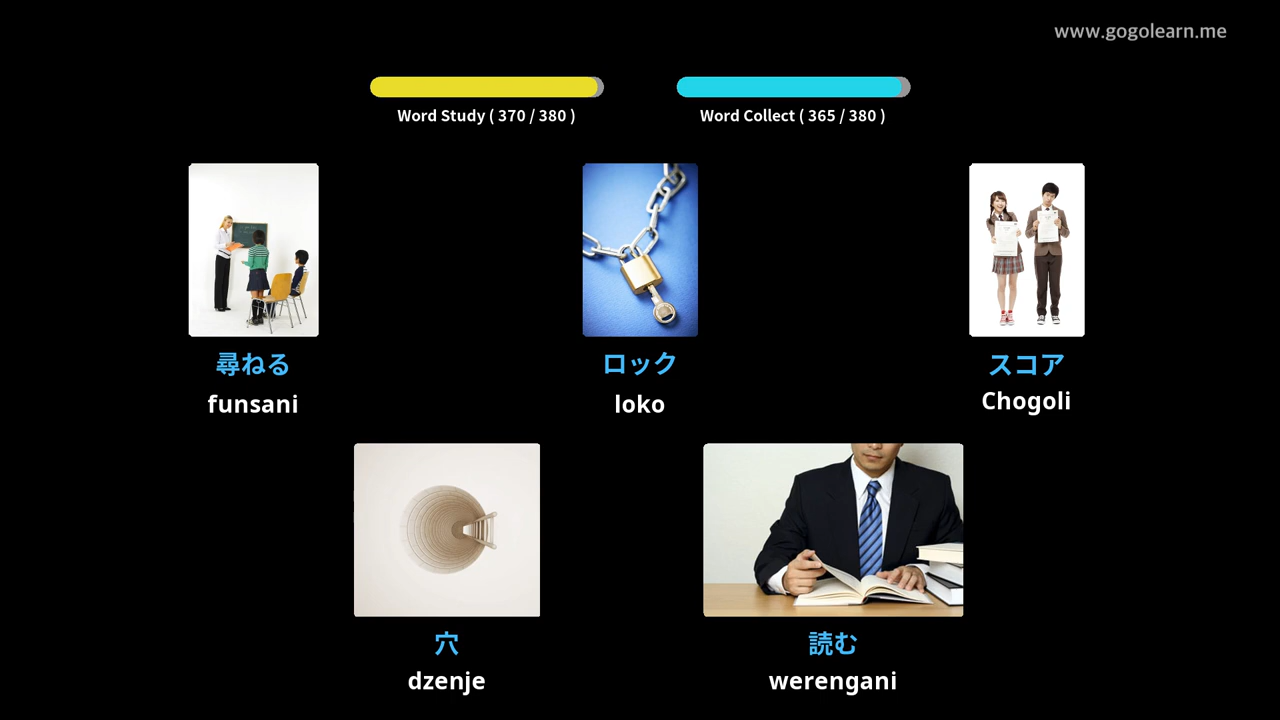 www.gogolearn.me
Word Study ( 370 / 380 )
Word Collect ( 365 / 380 )
尋ねる
funsani
ロック
loko
スコア
Chogoli
穴
dzenje
読む
werengani